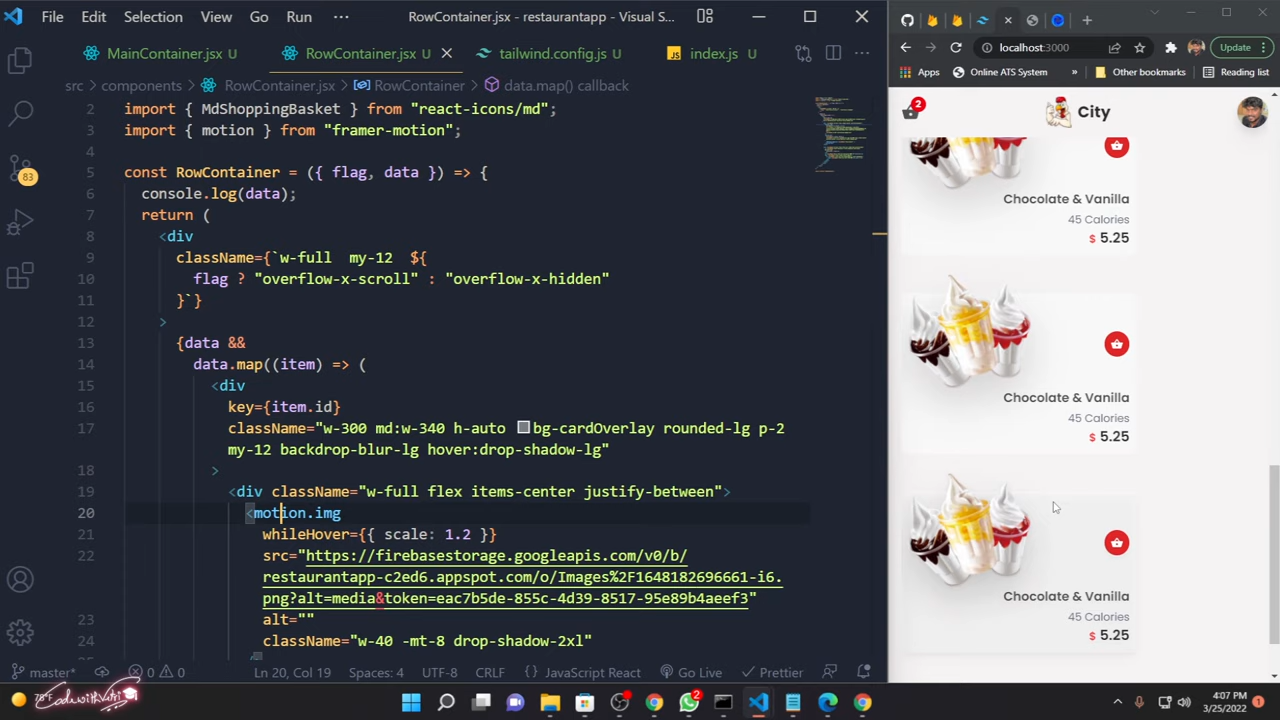 File Edit Selection View Go Run ··· RowContainer.jsx - restaurantapp - Visual S...
MainContainer.jsx U
RowContainer.jsx U
tailwind.config.js U
index.js U
src > components > RowContainer.jsx > RowContainer > data.map() callback
2 import { MdShoppingBasket } from "react-icons/md";
3 import { motion } from "framer-motion";
4
5 const RowContainer = ({ flag, data }) => {
6 console.log(data);
7 return (
8 <div
9 className={`w-full  my-12  ${
10 flag ? "overflow-x-scroll" : "overflow-x-hidden"
11 }`}
12 >
13 {data &&
14 data.map((item) => (
15 <div
16 key={item.id}
17 className="w-300 md:w-340 h-auto bg-cardOverlay rounded-lg p-2
my-12 backdrop-blur-lg hover:drop-shadow-lg"
18 >
19 <div className="w-full flex items-center justify-between">
20 <motion.img
21 whileHover={{ scale: 1.2 }}
22 src="https://firebasestorage.googleapis.com/v0/b/
restaurantapp-c2ed6.appspot.com/o/Images%2F1648182696661-i6.
png?alt=media&token=eac7b5de-855c-4d39-8517-95e89b4aeef3"
23 alt=""
24 className="w-40 -mt-8 drop-shadow-2xl"
83
master* 0 0 Ln 20, Col 19 Spaces: 4 UTF-8 CRLF JavaScript React Go Live Prettier
localhost:3000 Update
Apps Online ATS System » Other bookmarks Reading list
2 City
Chocolate & Vanilla
45 Calories
$ 5.25
Chocolate & Vanilla
45 Calories
$ 5.25
Chocolate & Vanilla
45 Calories
$ 5.25
2
4:07 PM
3/25/2022
1